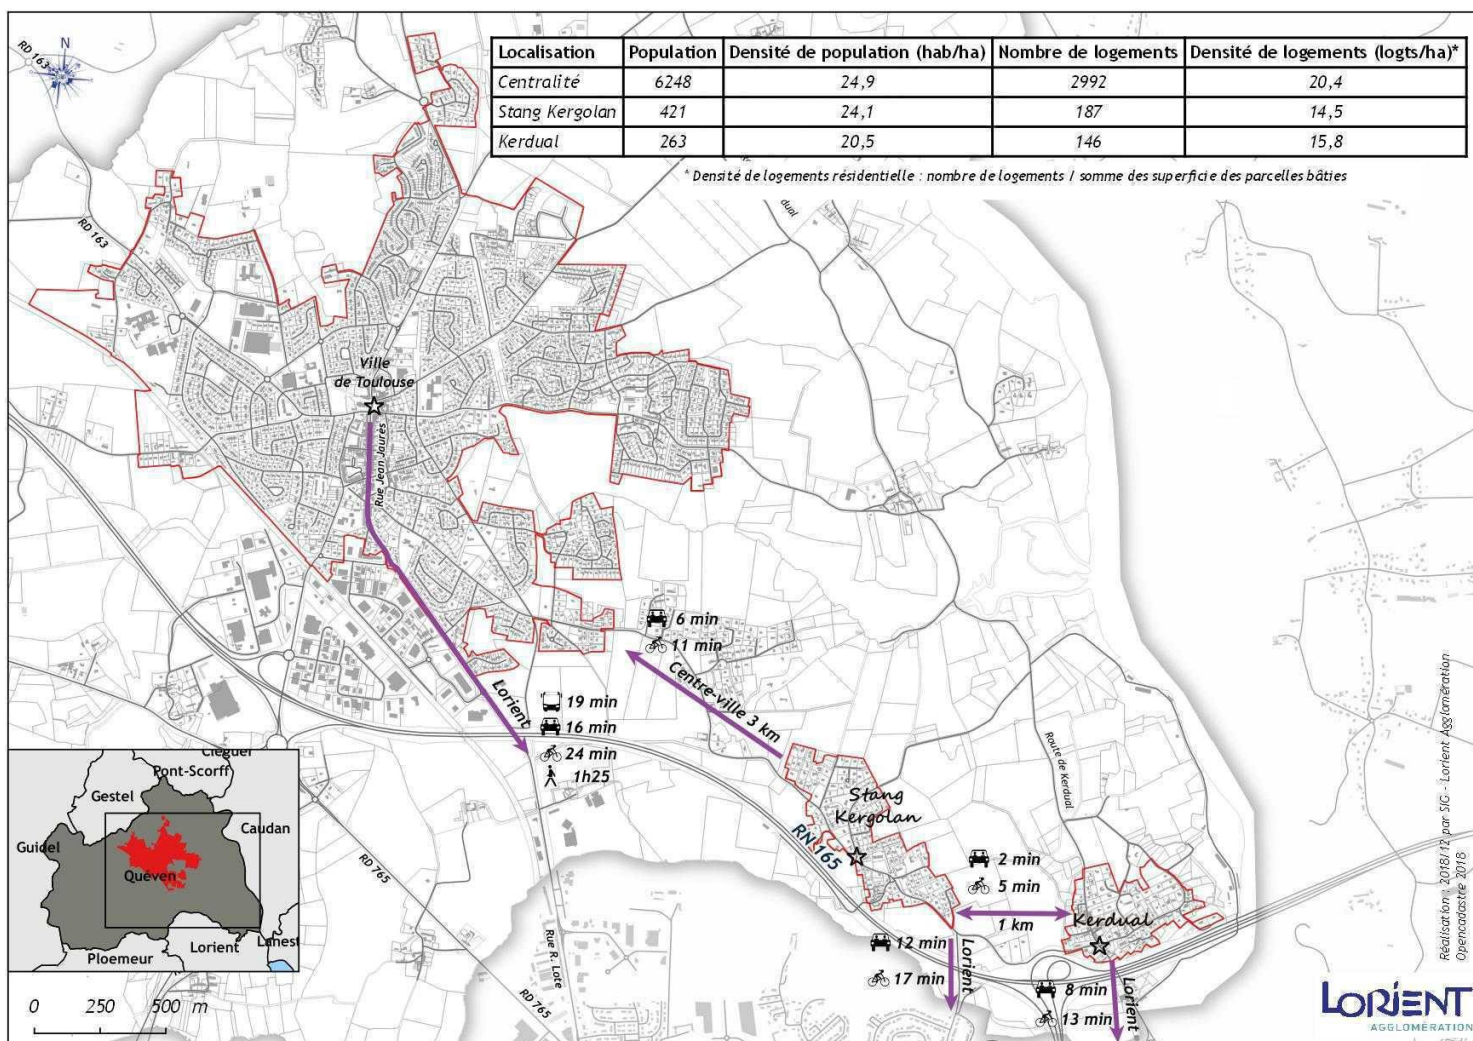 Localisation Population Densité de population (hab/ha) Nombre de logements Densité de logements (logts/ha)*
Centralité 6248 24,9 2992 20,4
Stang Kergolan 421 24,1 187 14,5
Kerdual 263 20,5 146 15,8
* Densité de logements résidentielle : nombre de logements / somme des superficie des parcelles bâties
RD 163
N
RD 163
Ville
de Toulouse
Rue Jean Jaurès
6 min
11 min
Centre-ville 3 km
Lorient
19 min
16 min
24 min
1h25
Route de Kerdual
Stang
Kergolan
RN 165
2 min
5 min
1 km
Kerdual
12 min
17 min
Lorient
8 min
13 min
Lorient
Rue R. Lote
RD 765
RD 765
Pont-Scorff
Gestel
Caudan
Guidel
Quéven
Lorient
Ploemeur
0 250 500 m
Réalisation : 2018/12 par SIG - Lorient Agglomération
Opencadastre 2018
LORIENT
AGGLOMÉRATION